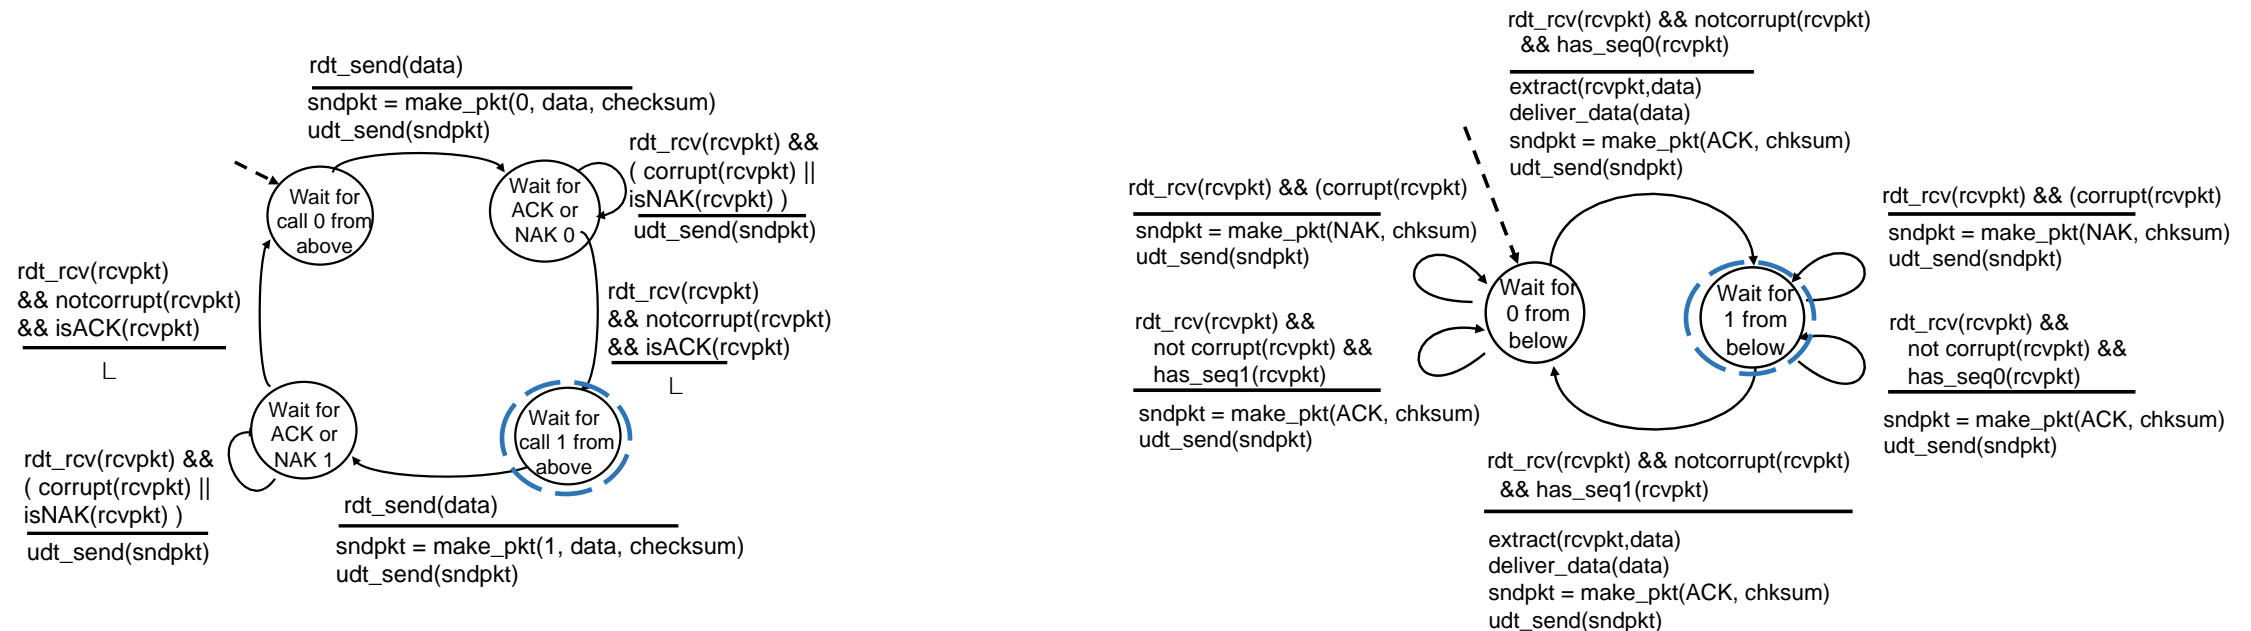 rdt_send(data)
sndpkt = make_pkt(0, data, checksum)
udt_send(sndpkt)
rdt_rcv(rcvpkt) &&
( corrupt(rcvpkt) ||
isNAK(rcvpkt) )
udt_send(sndpkt)
Wait for
call 0 from
above
Wait for
ACK or
NAK 0
rdt_rcv(rcvpkt)
&& notcorrupt(rcvpkt)
&& isACK(rcvpkt)
L
rdt_rcv(rcvpkt)
&& notcorrupt(rcvpkt)
&& isACK(rcvpkt)
L
Wait for
ACK or
NAK 1
Wait for
call 1 from
above
rdt_rcv(rcvpkt) &&
( corrupt(rcvpkt) ||
isNAK(rcvpkt) )
udt_send(sndpkt)
rdt_send(data)
sndpkt = make_pkt(1, data, checksum)
udt_send(sndpkt)
rdt_rcv(rcvpkt) && notcorrupt(rcvpkt)
&& has_seq0(rcvpkt)
extract(rcvpkt,data)
deliver_data(data)
sndpkt = make_pkt(ACK, chksum)
udt_send(sndpkt)
rdt_rcv(rcvpkt) && (corrupt(rcvpkt)
sndpkt = make_pkt(NAK, chksum)
udt_send(sndpkt)
rdt_rcv(rcvpkt) &&
not corrupt(rcvpkt) &&
has_seq1(rcvpkt)
sndpkt = make_pkt(ACK, chksum)
udt_send(sndpkt)
Wait for
0 from
below
Wait for
1 from
below
rdt_rcv(rcvpkt) && (corrupt(rcvpkt)
sndpkt = make_pkt(NAK, chksum)
udt_send(sndpkt)
rdt_rcv(rcvpkt) &&
not corrupt(rcvpkt) &&
has_seq0(rcvpkt)
sndpkt = make_pkt(ACK, chksum)
udt_send(sndpkt)
rdt_rcv(rcvpkt) && notcorrupt(rcvpkt)
&& has_seq1(rcvpkt)
extract(rcvpkt,data)
deliver_data(data)
sndpkt = make_pkt(ACK, chksum)
udt_send(sndpkt)